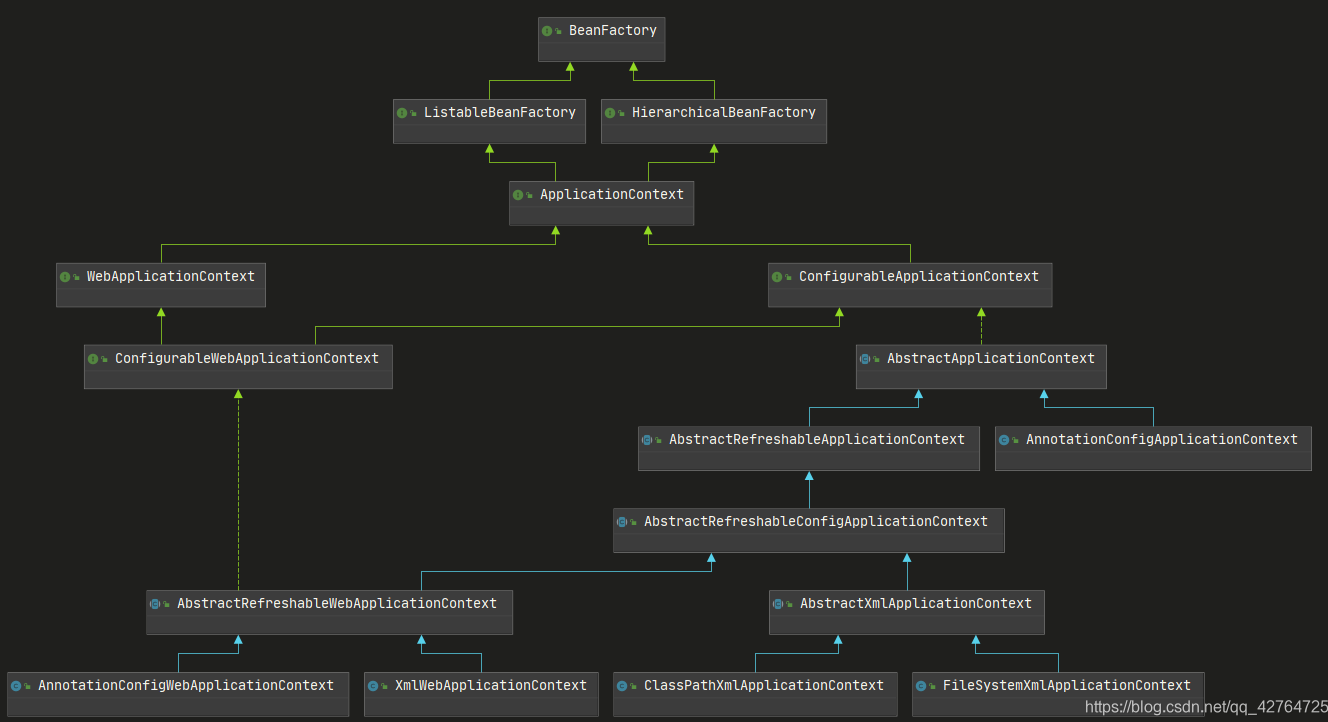 BeanFactory
ListableBeanFactory
HierarchicalBeanFactory
ApplicationContext
WebApplicationContext
ConfigurableApplicationContext
ConfigurableWebApplicationContext
AbstractApplicationContext
AbstractRefreshableApplicationContext
AnnotationConfigApplicationContext
AbstractRefreshableConfigApplicationContext
AbstractRefreshableWebApplicationContext
AbstractXmlApplicationContext
AnnotationConfigWebApplicationContext
XmlWebApplicationContext
ClassPathXmlApplicationContext
FileSystemXmlApplicationContext
https://blog.csdn.net/qq_42764725